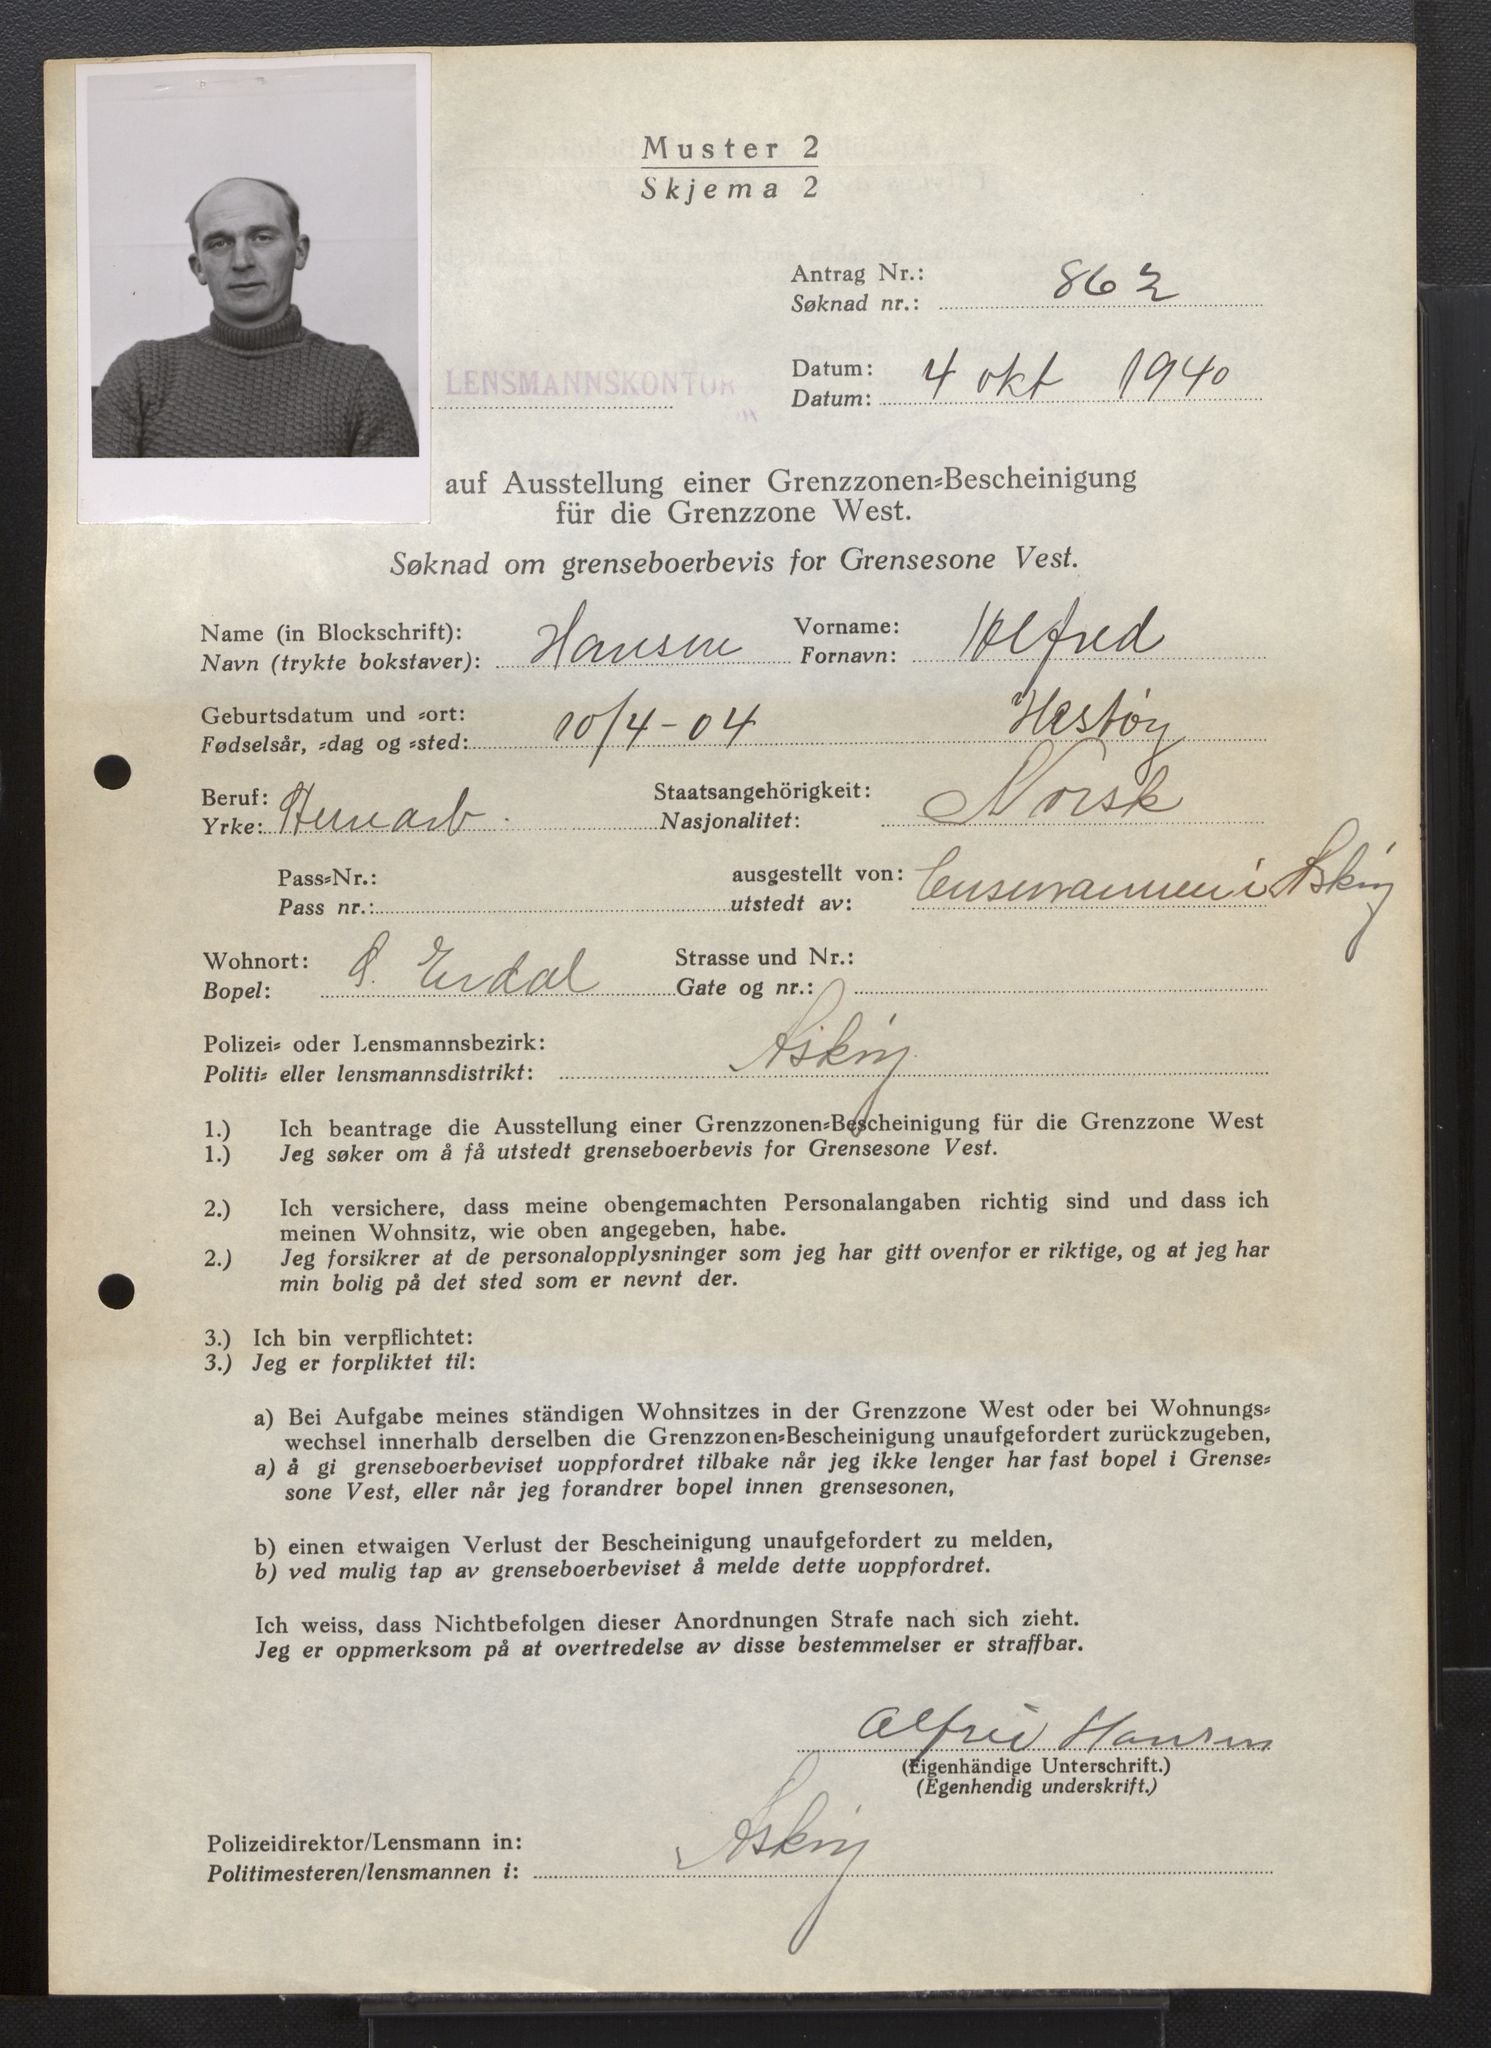 Muster 2
Skjema 2
Antrag Nr.:
Søknad nr.: 862
LENSMANNSKONTOR
Datum:
Datum: 4 okt 1940
auf Ausstellung einer Grenzzonen=Bescheinigung
für die Grenzzone West.
Søknad om grenseboerbevis for Grensesone Vest.
Name (in Blockschrift): Vorname:
Navn (trykte bokstaver): Hansen Fornavn: Alfred
Geburtsdatum und =ort:
Fødselsår, =dag og =sted: 10/4-04 Hestøy
Beruf: Staatsangehörigkeit:
Yrke: Stenarb. Nasjonalitet: Norsk
Pass=Nr.: ausgestellt von:
Pass nr.: utstedt av: lensmannen i Askøy
Wohnort: Strasse und Nr.:
Bopel: Erdal Gate og nr.:
Polizei= oder Lensmannsbezirk:
Politi= eller lensmannsdistrikt: Askøy
1.) Ich beantrage die Ausstellung einer Grenzzonen=Bescheinigung für die Grenzzone West
1.) Jeg søker om å få utstedt grenseboerbevis for Grensesone Vest.
2.) Ich versichere, dass meine obengemachten Personalangaben richtig sind und dass ich
meinen Wohnsitz, wie oben angegeben, habe.
2.) Jeg forsikrer at de personalopplysninger som jeg har gitt ovenfor er riktige, og at jeg har
min bolig på det sted som er nevnt der.
3.) Ich bin verpflichtet:
3.) Jeg er forpliktet til:
a) Bei Aufgabe meines ständigen Wohnsitzes in der Grenzzone West oder bei Wohnungs=
wechsel innerhalb derselben die Grenzzonen=Bescheinigung unaufgefordert zurückzugeben,
a) å gi grenseboerbeviset uoppfordret tilbake når jeg ikke lenger har fast bopel i Grense=
sone Vest, eller når jeg forandrer bopel innen grensesonen,
b) einen etwaigen Verlust der Bescheinigung unaufgefordert zu melden,
b) ved mulig tap av grenseboerbeviset å melde dette uoppfordret.
Ich weiss, dass Nichtbefolgen dieser Anordnungen Strafe nach sich zieht.
Jeg er oppmerksom på at overtredelse av disse bestemmelser er straffbar.
Alfred Hansen
(Eigenhändige Unterschrift.)
(Egenhendig underskrift.)
Polizeidirektor/Lensmann in:
Politimesteren/lensmannen i: Askøy